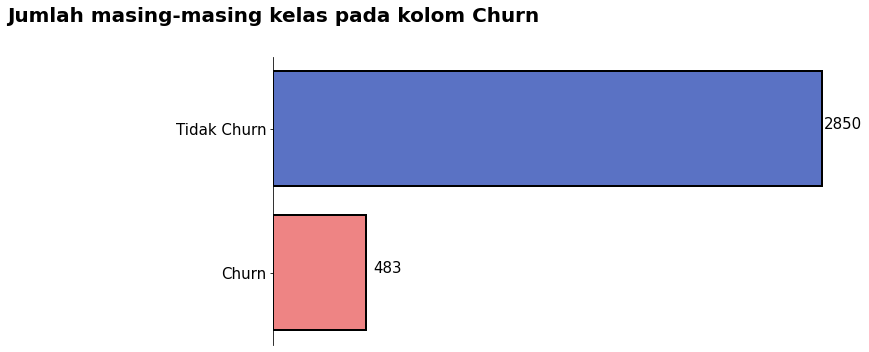 Jumlah masing-masing kelas pada kolom Churn
Tidak Churn
2850
Churn
483